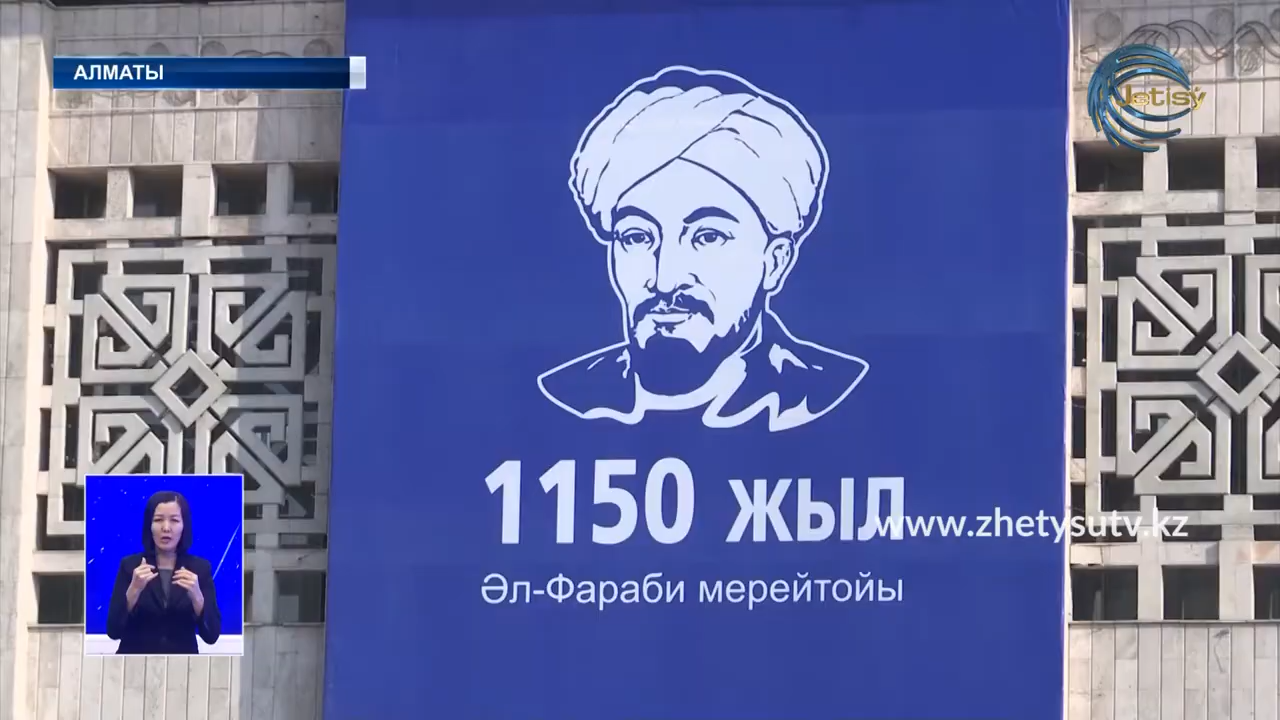 АЛМАТЫ
Jetisý
1150 ЖЫЛ
www.zhetysutv.kz
Әл-Фараби мерейтойы